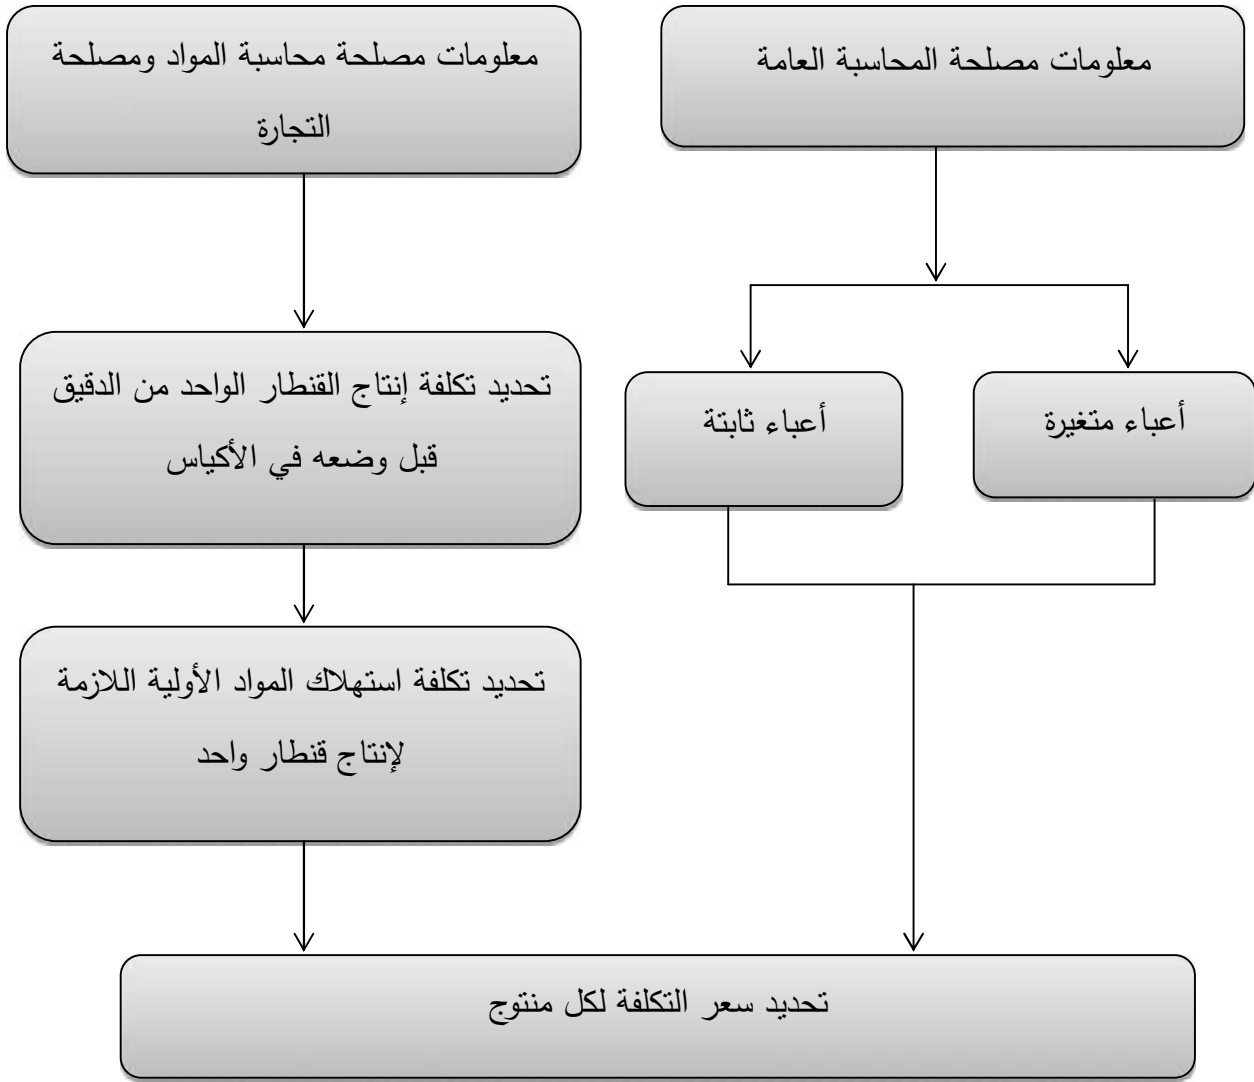 معلومات مصلحة المحاسبة العامة
معلومات مصلحة محاسبة المواد ومصلحة
التجارة
أعباء متغيرة
أعباء ثابتة
تحديد تكلفة إنتاج القنطار الواحد من الدقيق
قبل وضعه في الأكياس
تحديد تكلفة استهلاك المواد الأولية اللازمة
لإنتاج قنطار واحد
تحديد سعر التكلفة لكل منتوج